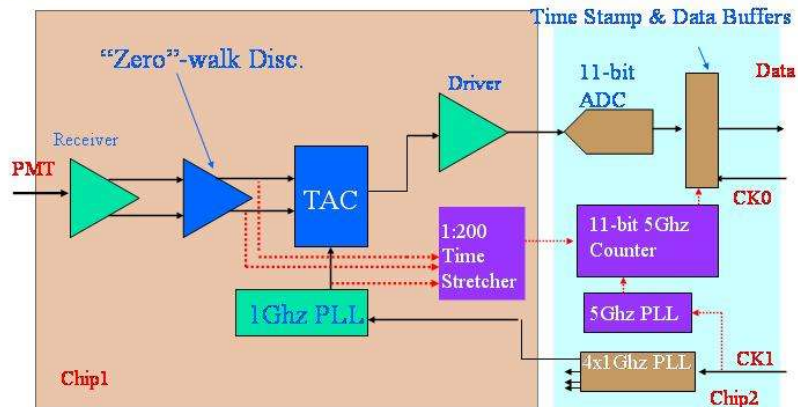 Time Stamp & Data Buffers
“Zero”-walk Disc.
Driver
11-bit
ADC
Data
Receiver
PMT
TAC
CK0
1:200
Time
Stretcher
11-bit 5Ghz
Counter
1Ghz PLL
5Ghz PLL
4x1Ghz PLL
CK1
Chip1
Chip2